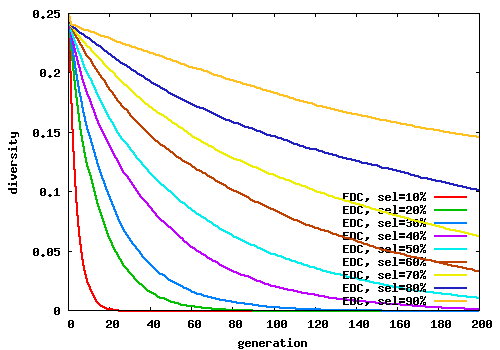 0.25
0.2
0.15
0.1
0.05
0
diversity
EDC, sel=10%
EDC, sel=20%
EDC, sel=30%
EDC, sel=40%
EDC, sel=50%
EDC, sel=60%
EDC, sel=70%
EDC, sel=80%
EDC, sel=90%
0 20 40 60 80 100 120 140 160 180 200
generation